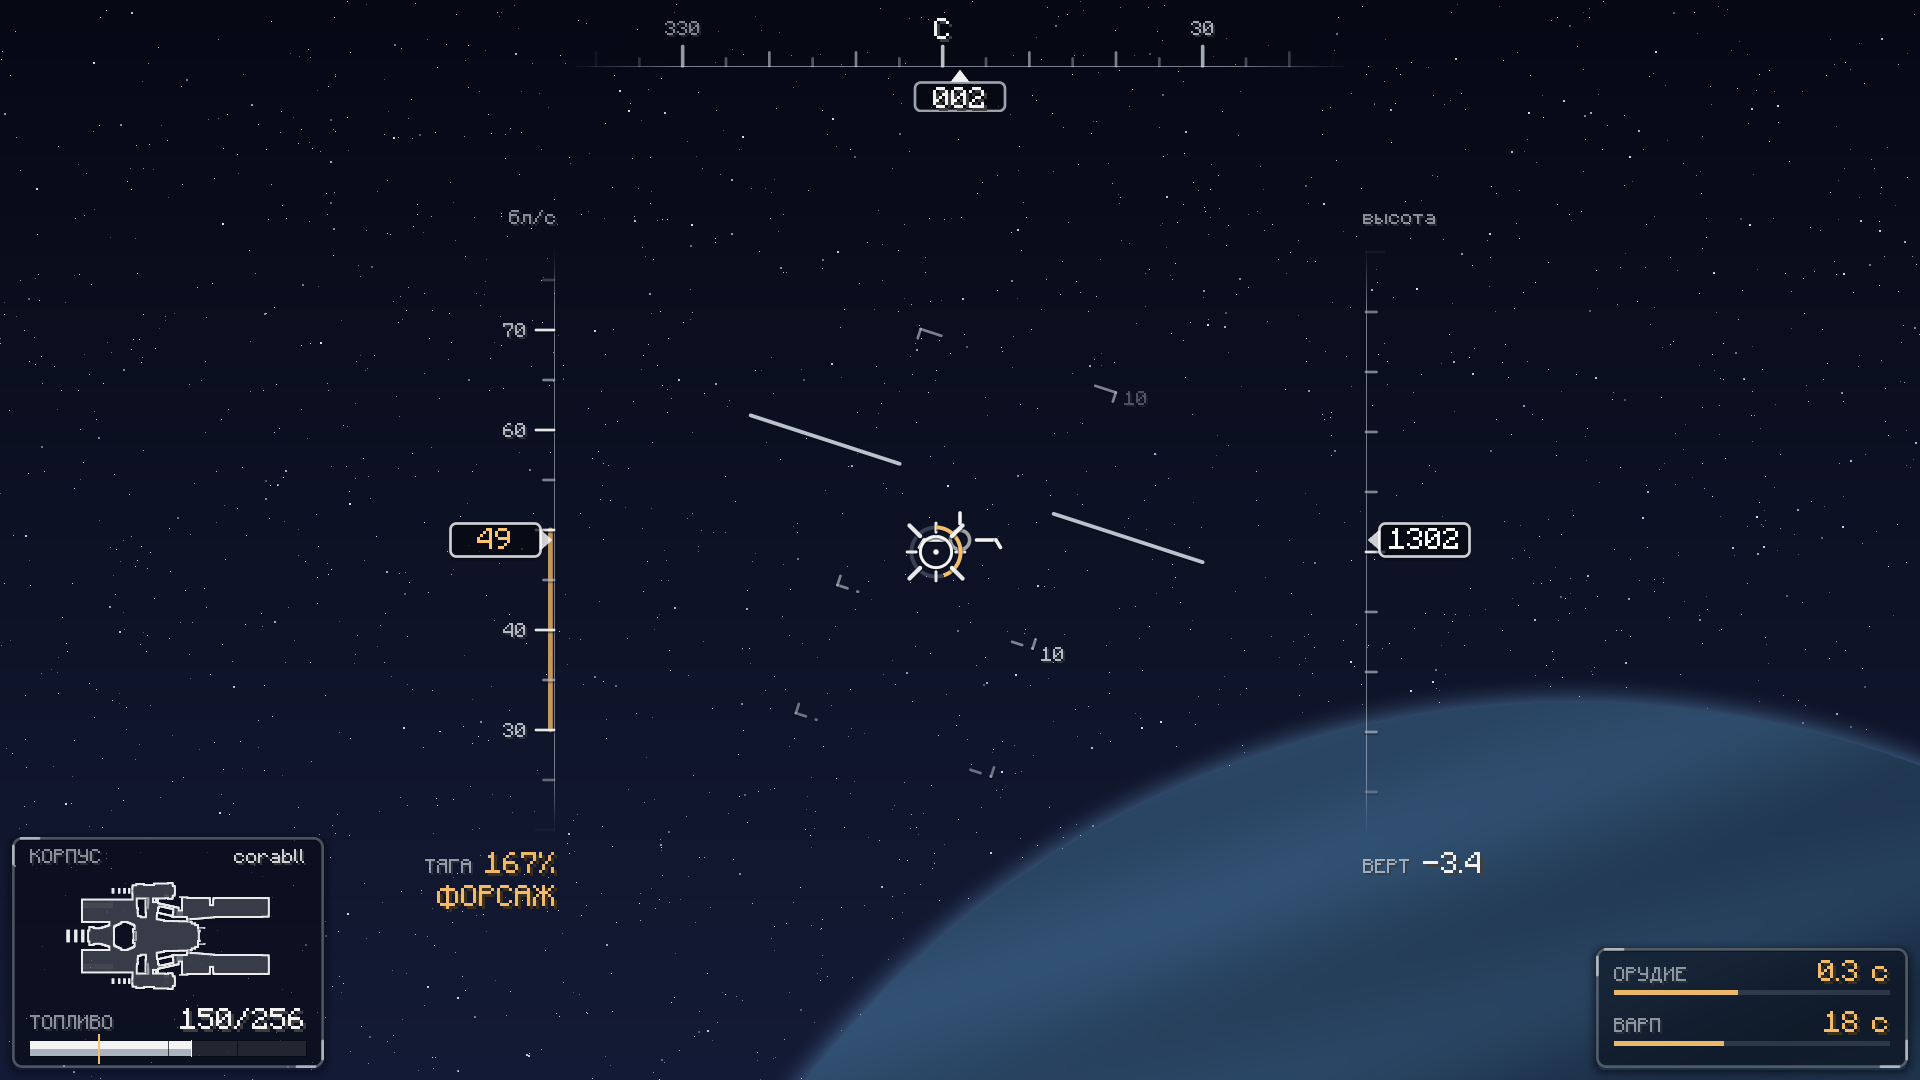 330 С 30
002
бл/с
высота
70
10
60
49
1302
40
10
30
КОРПУС corabll
ТЯГА 167%
ФОРСАЖ
ВЕРТ -3.4
ТОПЛИВО 150/256
ОРУДИЕ 0.3 с
ВАРП 18 с